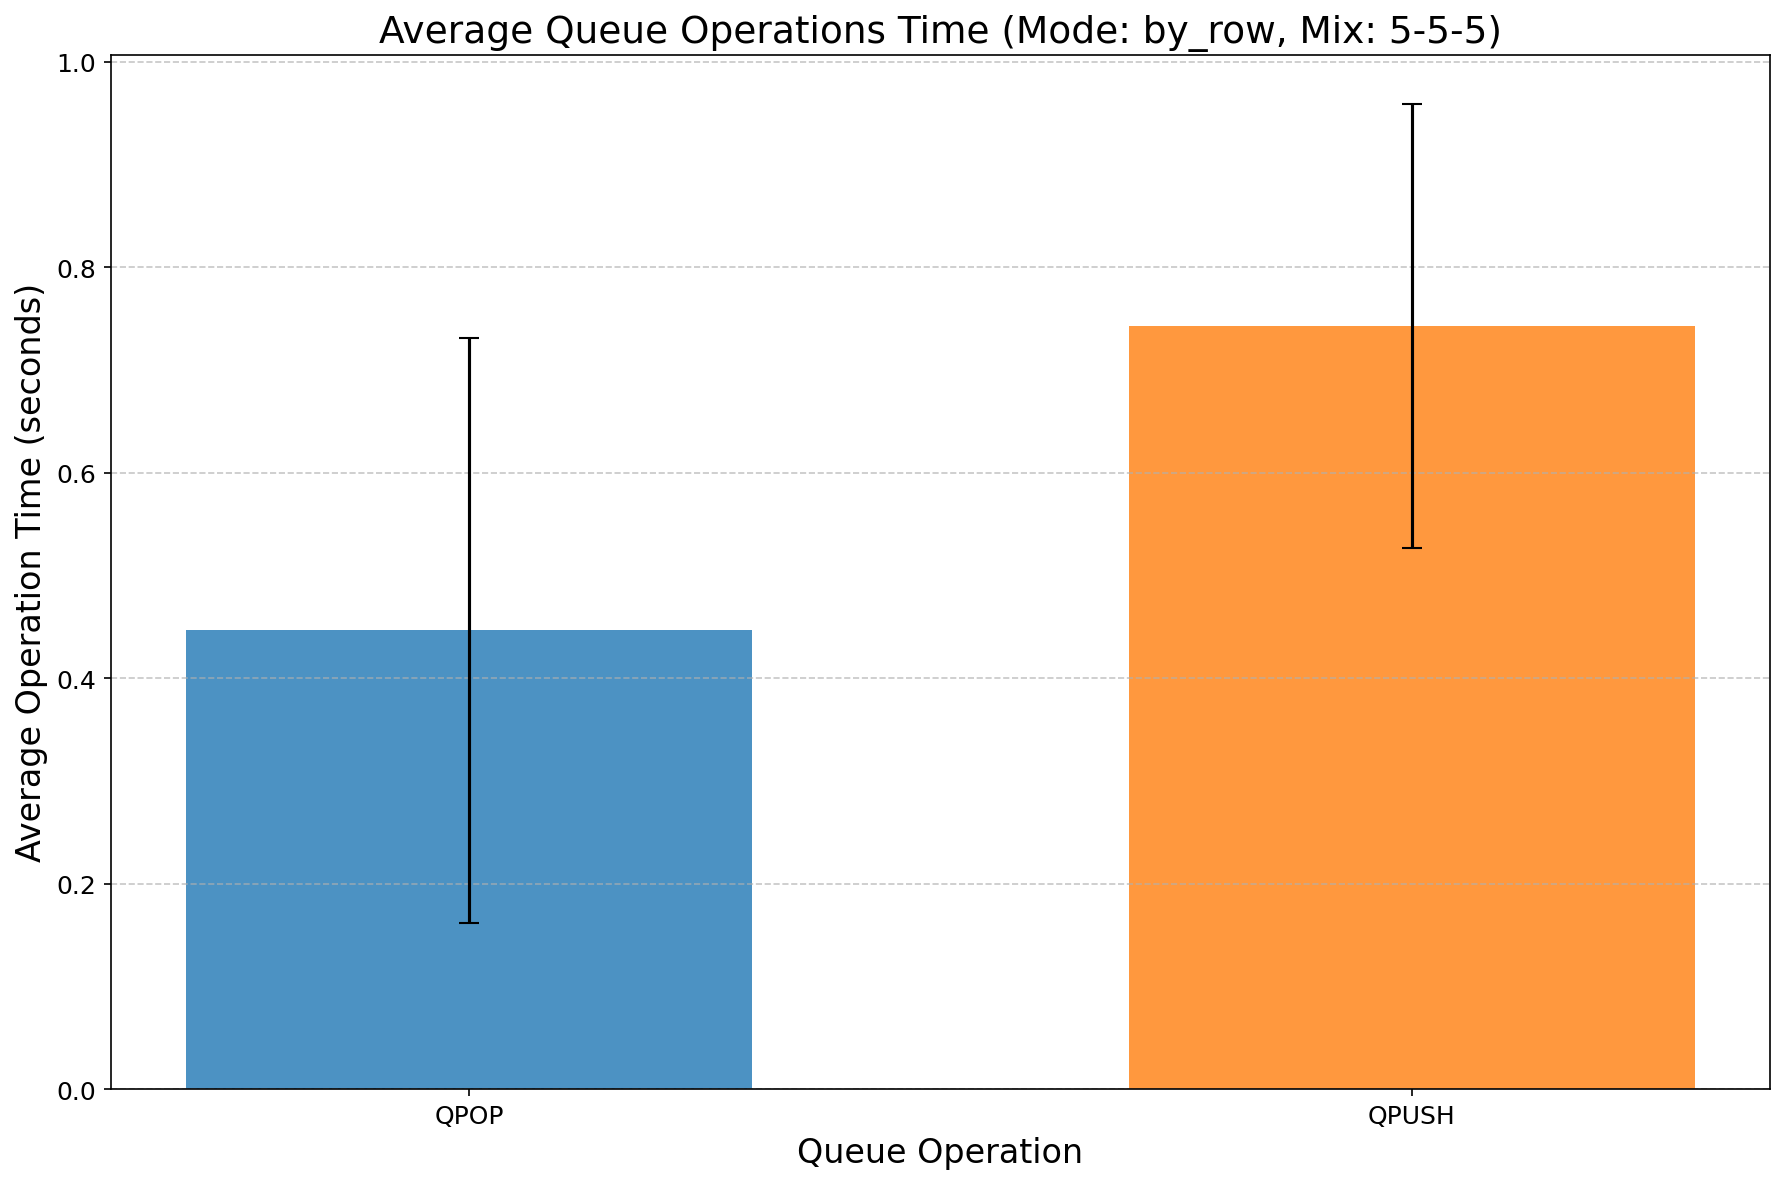 Average Queue Operations Time (Mode: by_row, Mix: 5-5-5)
Average Operation Time (seconds)
1.0
0.8
0.6
0.4
0.2
0.0
QPOP
QPUSH
Queue Operation